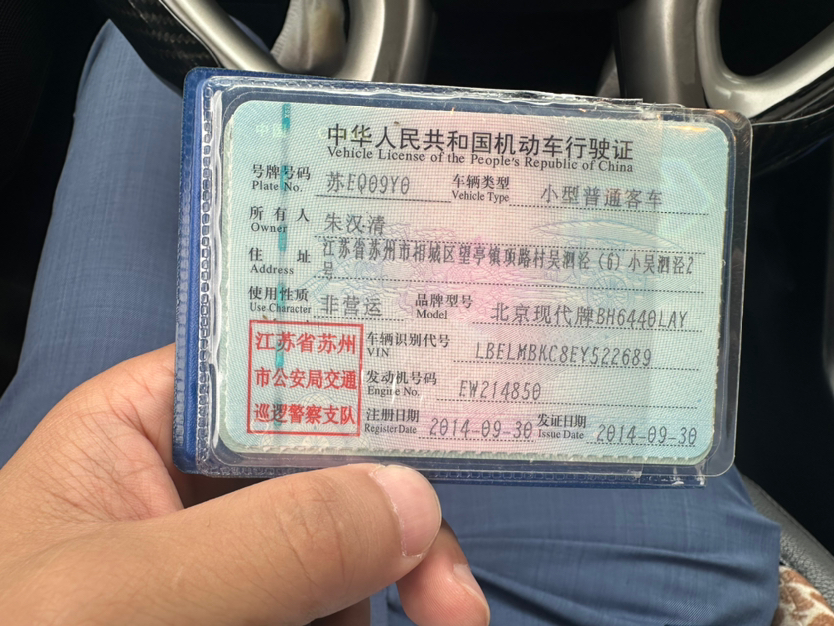 中华人民共和国机动车行驶证
Vehicle License of the People's Republic of China
号牌号码 苏EQ09Y0 车辆类型 小型普通客车
Plate No. Vehicle Type
所有人 朱汉清
Owner
住址 江苏省苏州市相城区望亭镇项路村吴泗泾(6)小吴泗泾2
Address 号
使用性质 非营运 品牌型号 北京现代牌BH6440LAY
Use Character Model
江苏省苏州 车辆识别代号 LBELMBKC8EY522689
VIN
市公安局交通 发动机号码 EW214850
Engine No.
巡逻警察支队 注册日期 2014-09-30 发证日期 2014-09-30
Register Date Issue Date